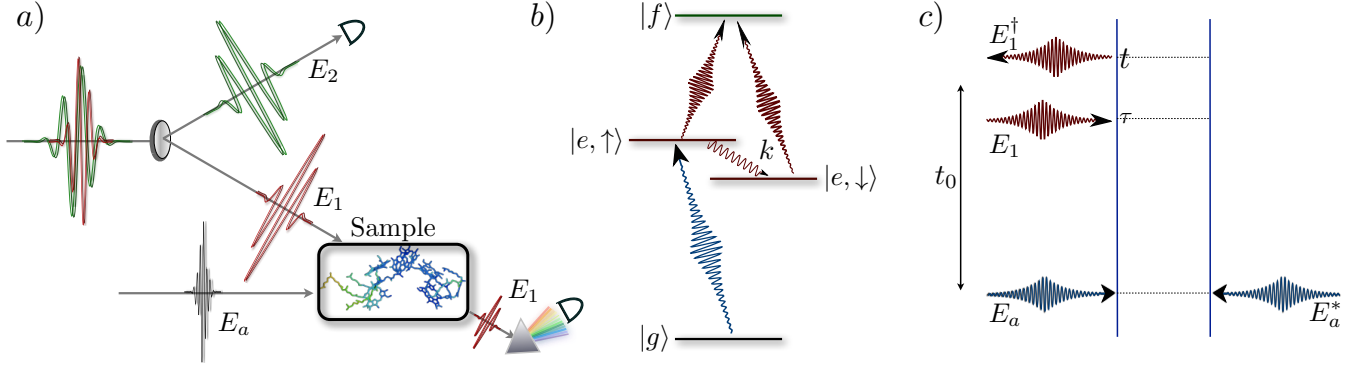 a)
E₂
E₁
Sample
Eₐ
E₁
b)
|f⟩
|e, ↑⟩
k
|e, ↓⟩
|g⟩
c)
E₁†
t
τ
E₁
t₀
Eₐ
Eₐ*